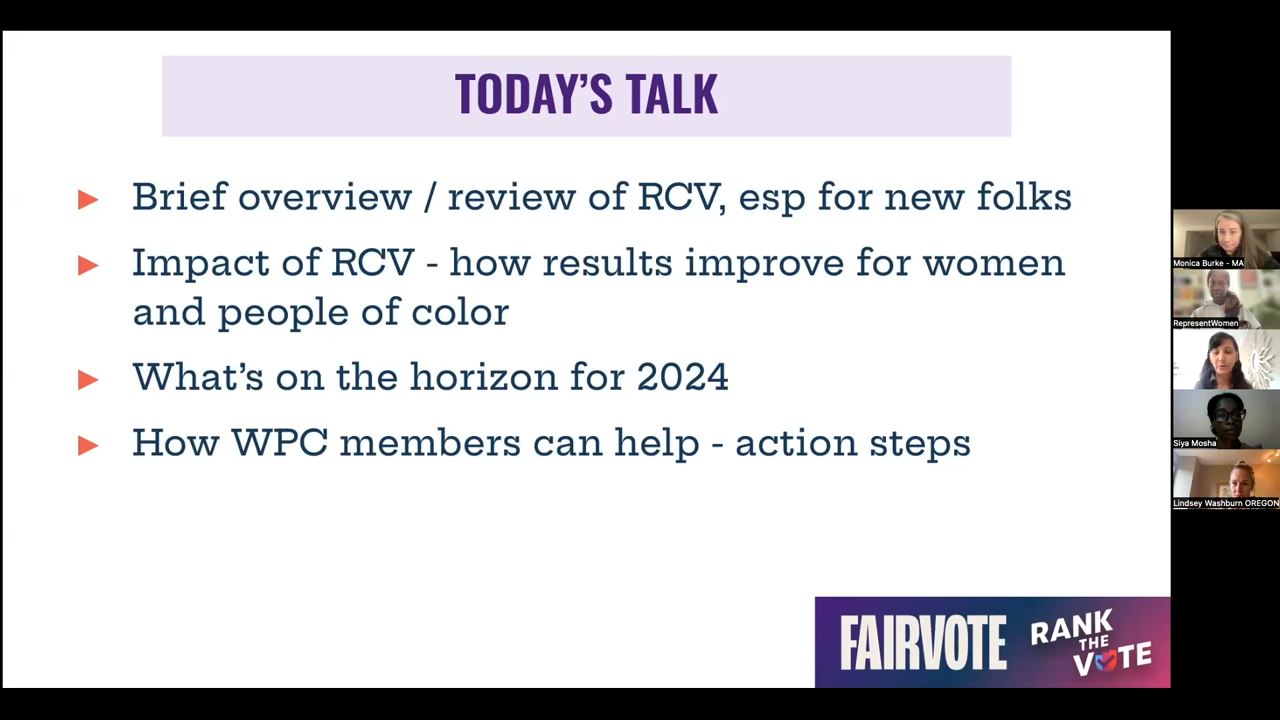 TODAY'S TALK
► Brief overview / review of RCV, esp for new folks
► Impact of RCV - how results improve for women
and people of color
► What's on the horizon for 2024
► How WPC members can help - action steps
FAIRVOTE
RANK
THE
VOTE
Monica Burke - MA
RepresentWomen
Siya Mosha
Lindsey Washburn OREGON